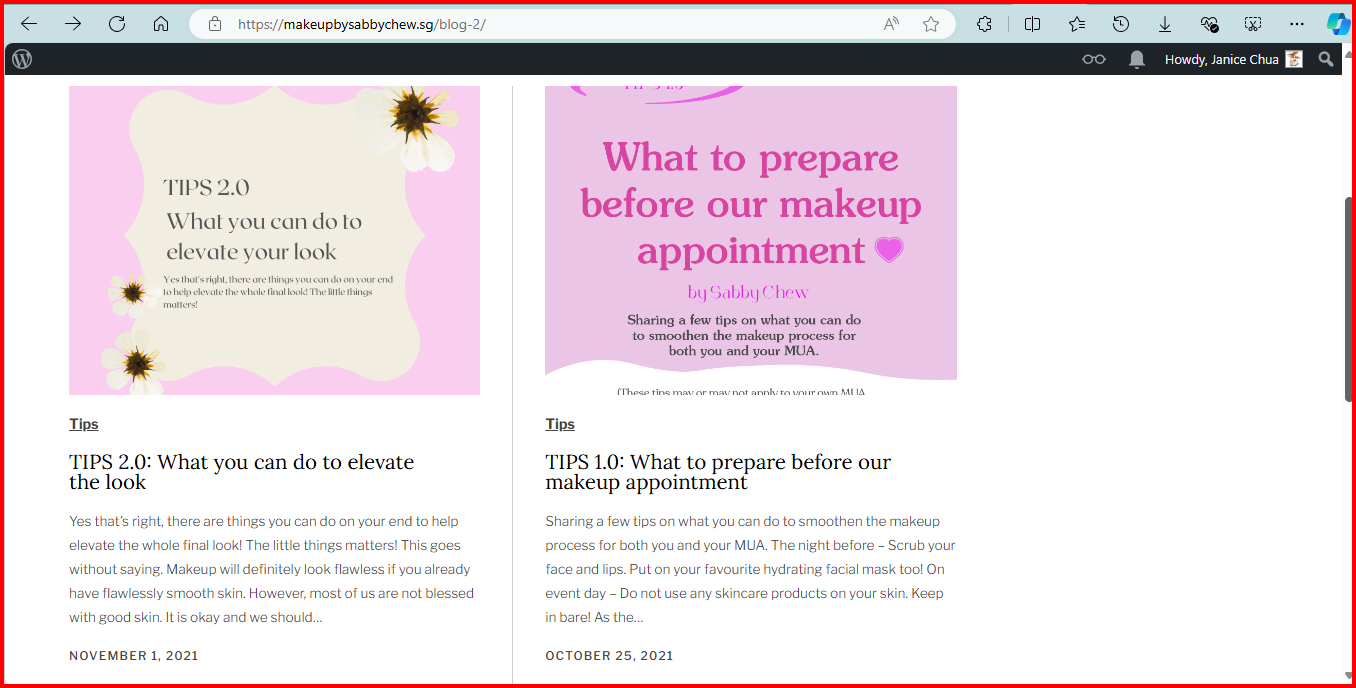 https://makeupbysabbychew.sg/blog-2/
Howdy, Janice Chua
TIPS 2.0
What you can do to
elevate your look
Yes that's right, there are things you can do on your end
to help elevate the whole final look! The little things
matters!
Tips
TIPS 2.0: What you can do to elevate
the look
Yes that's right, there are things you can do on your end to help
elevate the whole final look! The little things matters! This goes
without saying. Makeup will definitely look flawless if you already
have flawlessly smooth skin. However, most of us are not blessed
with good skin. It is okay and we should...
NOVEMBER 1, 2021
What to prepare
before our makeup
appointment
by Sabby Chew
Sharing a few tips on what you can do
to smoothen the makeup process for
both you and your MUA.
(These tips may or may not apply to your own MUA
Tips
TIPS 1.0: What to prepare before our
makeup appointment
Sharing a few tips on what you can do to smoothen the makeup
process for both you and your MUA. The night before – Scrub your
face and lips. Put on your favourite hydrating facial mask too! On
event day – Do not use any skincare products on your skin. Keep
in bare! As the...
OCTOBER 25, 2021